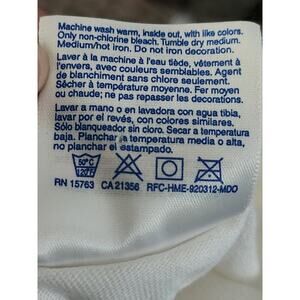 Machine wash warm, inside out, with like colors.
Only non-chlorine bleach. Tumble dry medium.
Medium/hot iron. Do not iron decoration.
Laver à la machine à l'eau tiède, vêtement à
l'envers, avec couleurs semblables. Agent
de blanchiment sans chlore seulement.
Sécher à température moyenne. Fer moyen
ou chaude; ne pas repasser les decorations.
Lavar a mano o en lavadora con agua tibia,
lavar por el revés, con colores similares.
Sólo blanqueador sin cloro. Secar a temperatura
baja. Planchar a temperatura media o alta,
no planchar el estampado.
50°C
120°F
RN 15763 CA 21356 RFC-HME-920312-MDO